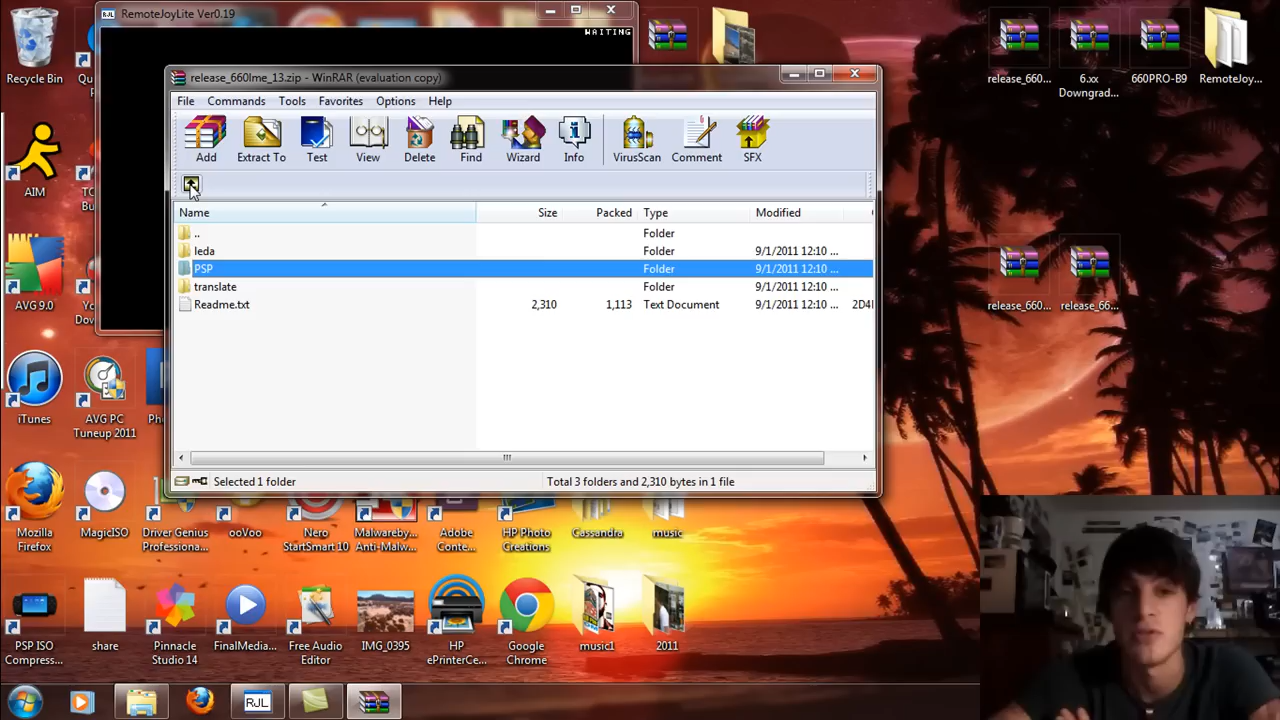 RemoteJoyLite Ver0.19
WAITING
release_660lme_13.zip - WinRAR (evaluation copy)
File Commands Tools Favorites Options Help
Add Extract To Test View Delete Find Wizard Info VirusScan Comment SFX
Name Size Packed Type Modified
.. Folder
leda Folder 9/1/2011 12:10 ...
PSP Folder 9/1/2011 12:10 ...
translate Folder 9/1/2011 12:10 ...
Readme.txt 2,310 1,113 Text Document 9/1/2011 12:10 ...
Selected 1 folder Total 3 folders and 2,310 bytes in 1 file
Recycle Bin
AIM
AVG 9.0
iTunes
AVG PC
Tuneup 2011
release_660...
6.xx
Downgrad...
660PRO-B9
RemoteJoy...
release_660...
release_66...
Mozilla
Firefox
MagicISO
Driver Genius
Professiona...
ooVoo
Nero
StartSmart 10
Malwareby...
Anti-Malw...
Adobe
Conte...
HP Photo
Creations
Cassandra
music
PSP ISO
Compress...
share
Pinnacle
Studio 14
FinalMedia...
Free Audio
Editor
IMG_0395
HP
ePrinterCe...
Google
Chrome
music1
2011
RJL